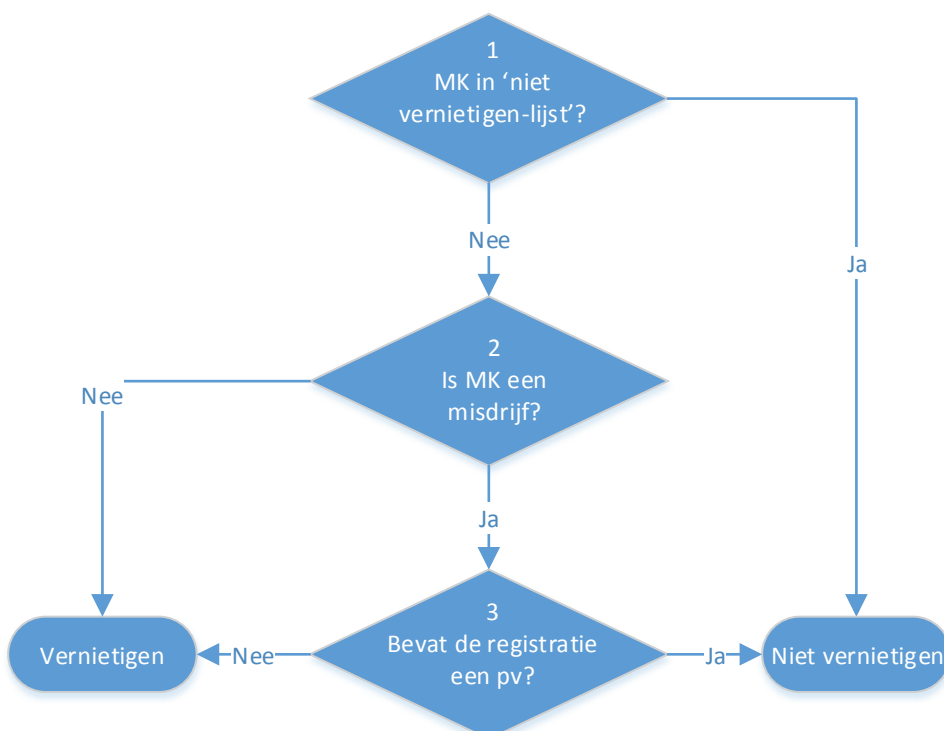 1
MK in ‘niet
vernietigen-lijst’?
Nee
Ja
2
Is MK een
misdrijf?
Nee
Ja
3
Bevat de registratie
een pv?
Vernietigen
Nee
Ja
Niet vernietigen